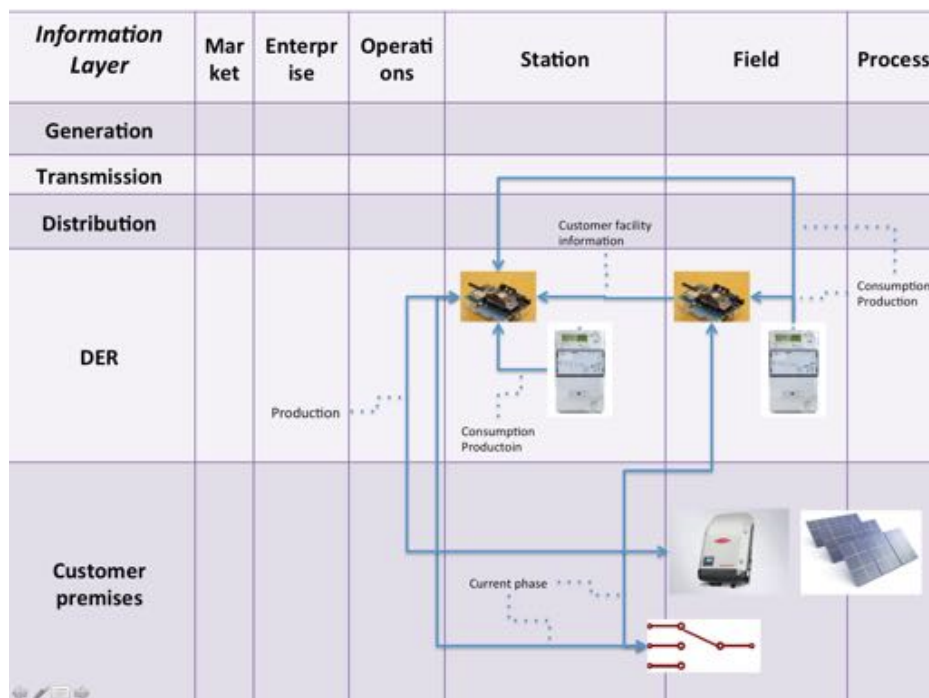 Information
Layer
Mar
ket
Enterpr
ise
Operati
ons
Station
Field
Process
Generation
Transmission
Distribution
Customer facility
information
Consumption
Production
DER
Production
Consumption
Productoin
Customer
premises
Current phase